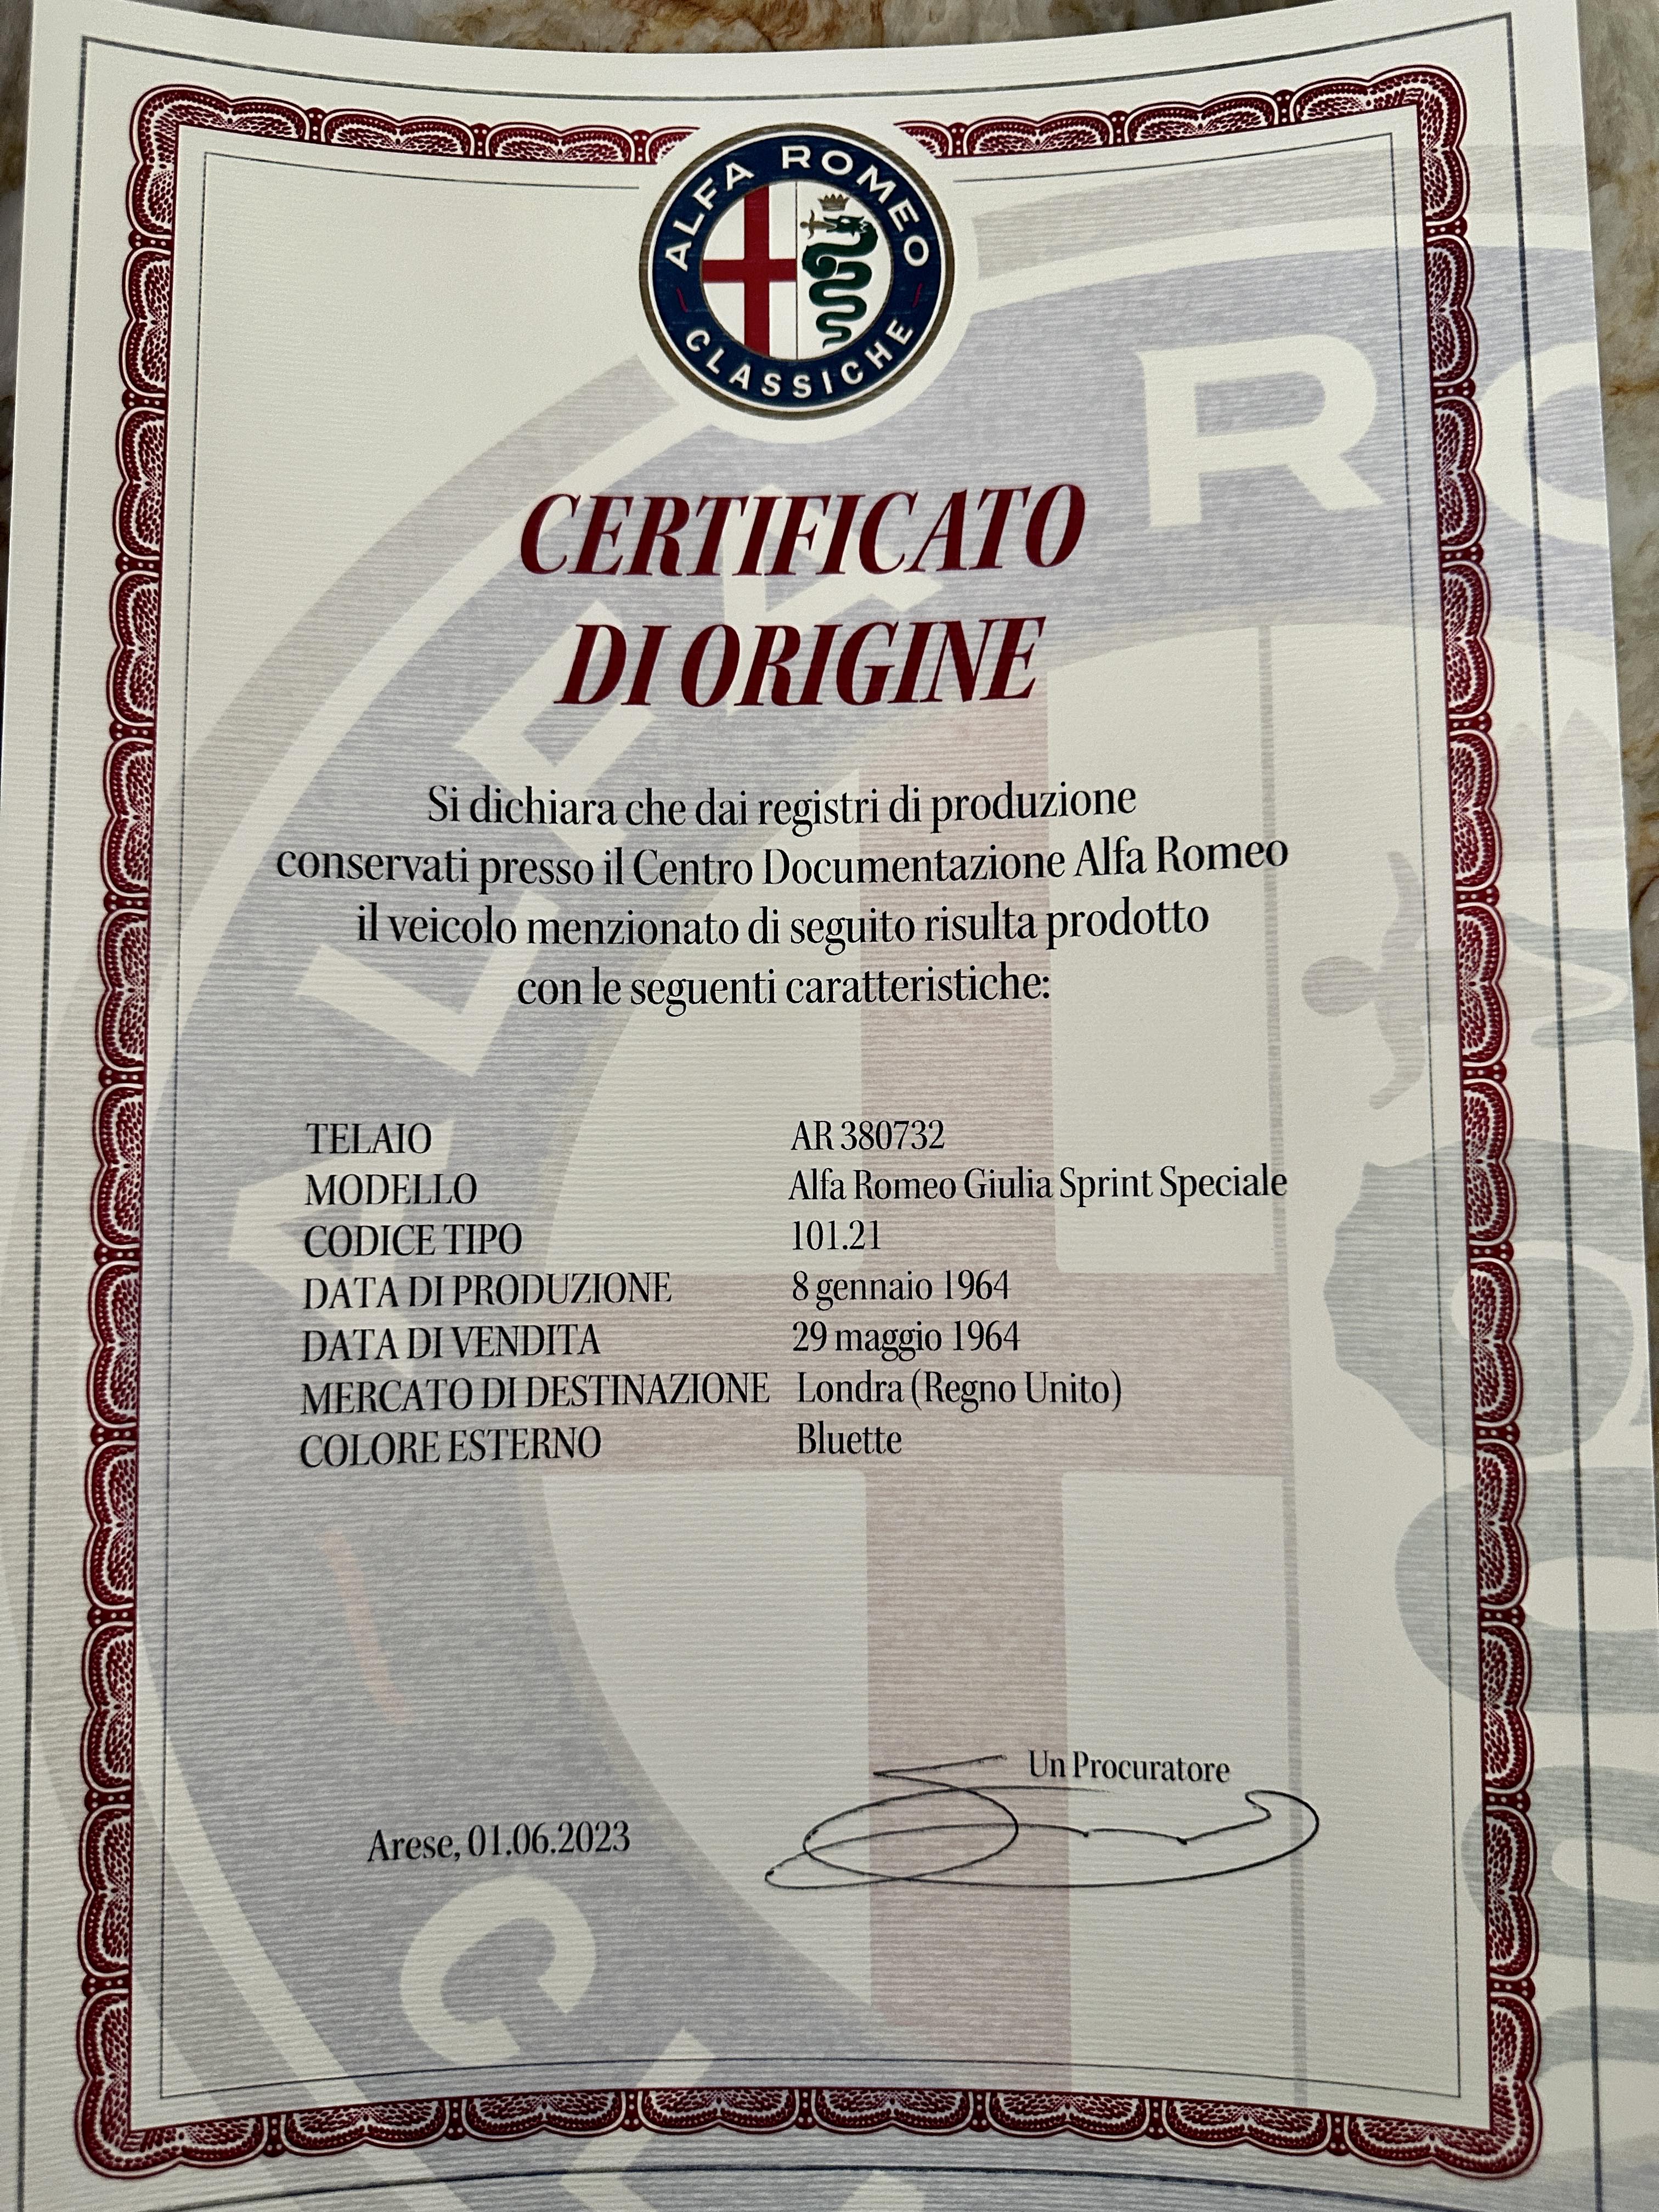 ALFA ROMEO
CLASSICHE
CERTIFICATO
DI ORIGINE
Si dichiara che dai registri di produzione
conservati presso il Centro Documentazione Alfa Romeo
il veicolo menzionato di seguito risulta prodotto
con le seguenti caratteristiche:
TELAIO AR 380732
MODELLO Alfa Romeo Giulia Sprint Speciale
CODICE TIPO 101.21
DATA DI PRODUZIONE 8 gennaio 1964
DATA DI VENDITA 29 maggio 1964
MERCATO DI DESTINAZIONE Londra (Regno Unito)
COLORE ESTERNO Bluette
Un Procuratore
Arese, 01.06.2023